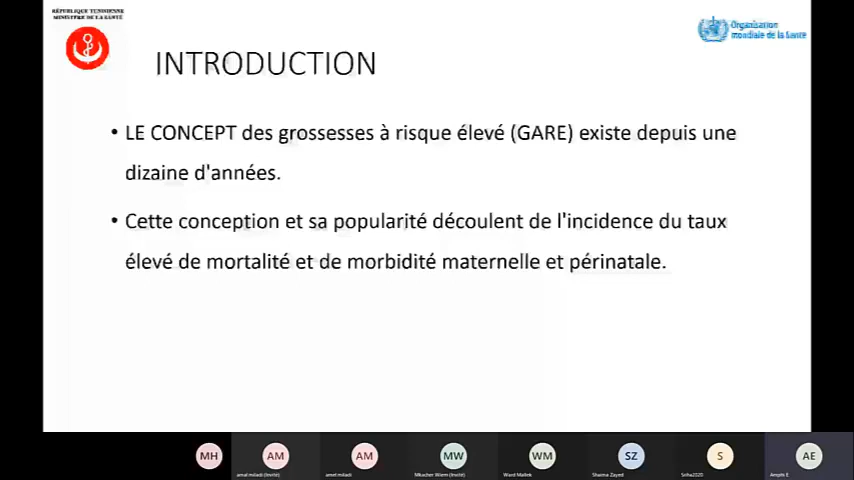 RÉPUBLIQUE TUNISIENNE
MINISTÈRE DE LA SANTÉ
Organisation
mondiale de la Santé
INTRODUCTION
• LE CONCEPT des grossesses à risque élevé (GARE) existe depuis une
dizaine d'années.
• Cette conception et sa popularité découlent de l'incidence du taux
élevé de mortalité et de morbidité maternelle et périnatale.
MH AM AM MW WM SZ S AE
amal miladi (Invité) amel miladi Mkacher Wiem (Invité) Ward Mallek Shaima Zayed Sriha2020